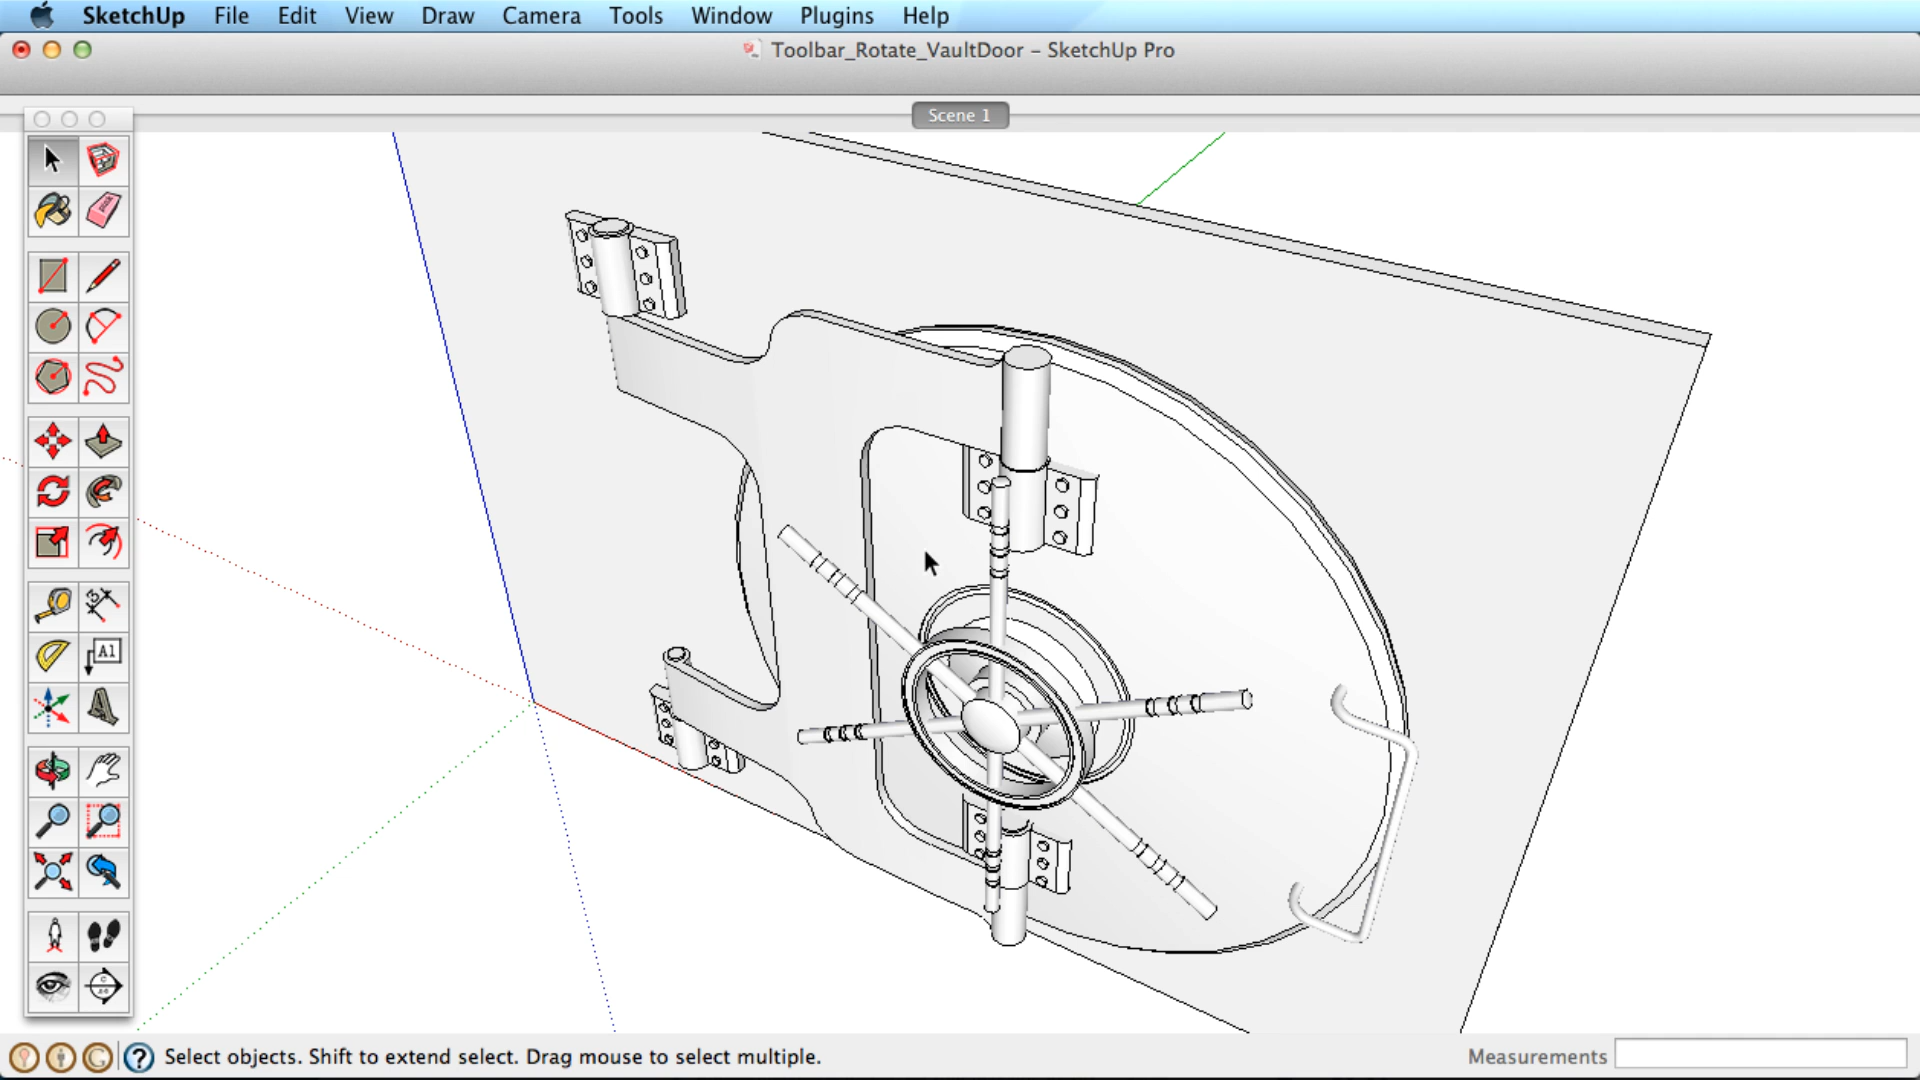 SketchUp File Edit View Draw Camera Tools Window Plugins Help
Toolbar_Rotate_VaultDoor – SketchUp Pro
Scene 1
A1
Select objects. Shift to extend select. Drag mouse to select multiple.
Measurements